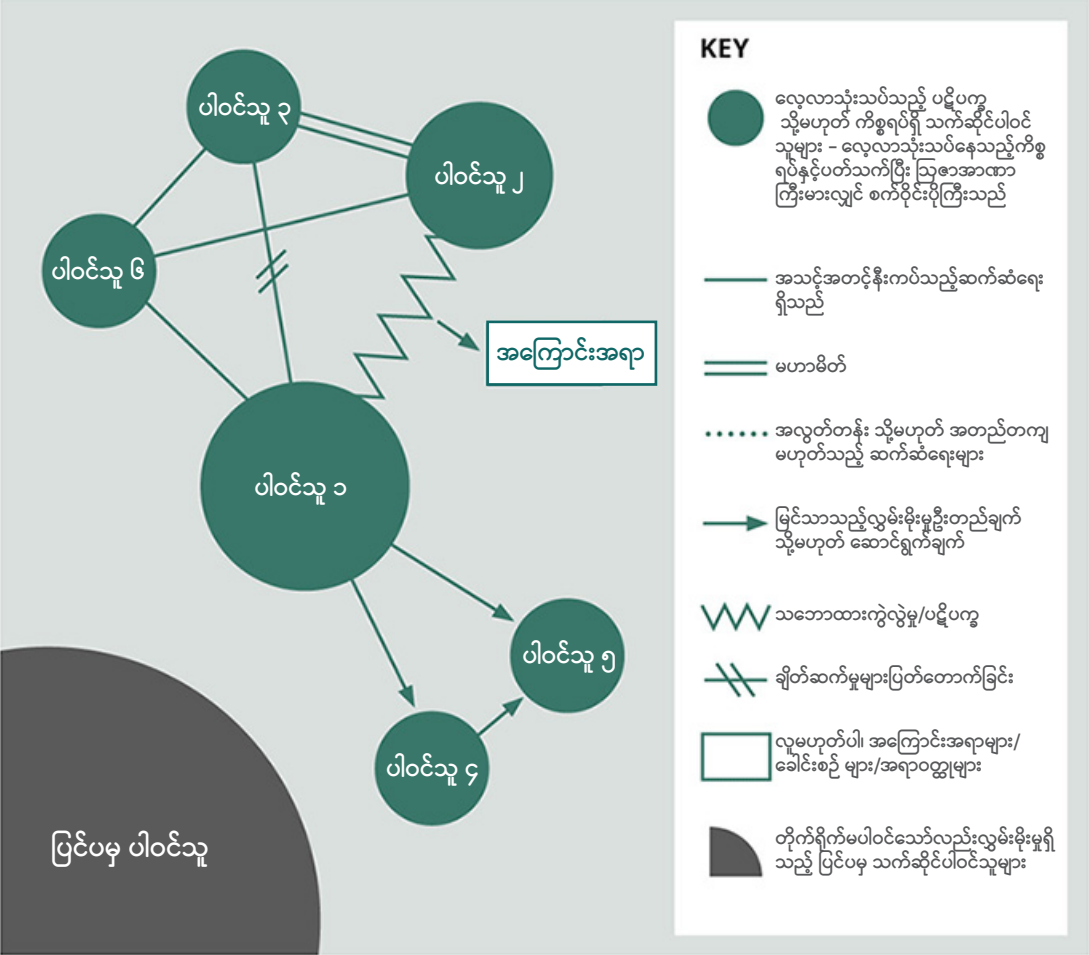 ပါဝင်သူ ၃
ပါဝင်သူ ၂
ပါဝင်သူ ၆
အကြောင်းအရာ
ပါဝင်သူ ၁
ပါဝင်သူ ၅
ပါဝင်သူ ၄
ပြင်ပမှ ပါဝင်သူ
KEY
လေ့လာသုံးသပ်သည့် ပဋိပက္ခ
သို့မဟုတ် ကိစ္စရပ်ရှိ သက်ဆိုင်ပါဝင်
သူများ – လေ့လာသုံးသပ်နေသည့်ကိစ္စ
ရပ်နှင့်ပတ်သက်ပြီး ဩဇာအာဏာ
ကြီးမားလျှင် စက်ဝိုင်းပိုကြီးသည်
အသင့်အတင့်နီးကပ်သည့်ဆက်ဆံရေး
ရှိသည်
မဟာမိတ်
အလွတ်တန်း သို့မဟုတ် အတည်တကျ
မဟုတ်သည့် ဆက်ဆံရေးများ
မြင်သာသည့်လွှမ်းမိုးမှုဦးတည်ချက်
သို့မဟုတ် ဆောင်ရွက်ချက်
သဘောထားကွဲလွဲမှု/ပဋိပက္ခ
ချိတ်ဆက်မှုများပြတ်တောက်ခြင်း
လူမဟုတ်ပါ၊ အကြောင်းအရာများ/
ခေါင်းစဉ် များ/အရာဝတ္ထုများ
တိုက်ရိုက်မပါဝင်သော်လည်းလွှမ်းမိုးမှုရှိ
သည့် ပြင်ပမှ သက်ဆိုင်ပါဝင်သူများ